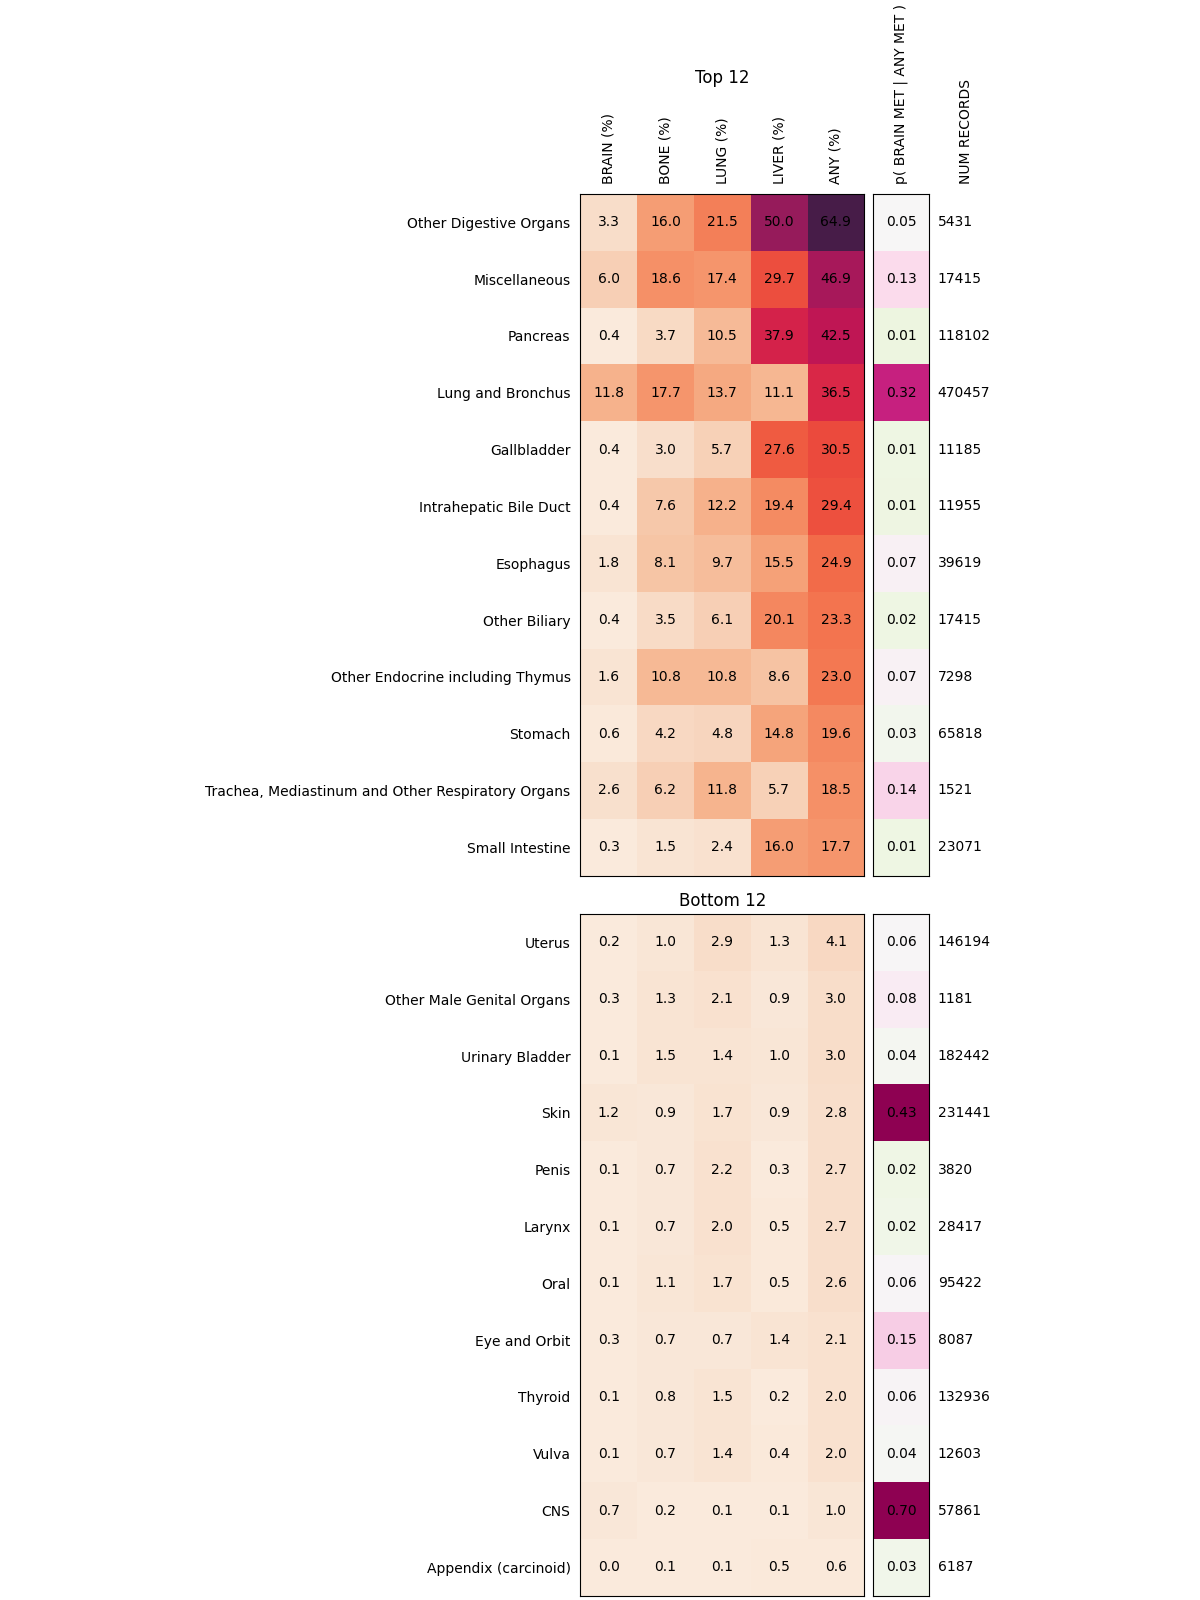 Top 12
BRAIN (%) BONE (%) LUNG (%) LIVER (%) ANY (%) p( BRAIN MET | ANY MET ) NUM RECORDS
Other Digestive Organs 3.3 16.0 21.5 50.0 64.9 0.05 5431
Miscellaneous 6.0 18.6 17.4 29.7 46.9 0.13 17415
Pancreas 0.4 3.7 10.5 37.9 42.5 0.01 118102
Lung and Bronchus 11.8 17.7 13.7 11.1 36.5 0.32 470457
Gallbladder 0.4 3.0 5.7 27.6 30.5 0.01 11185
Intrahepatic Bile Duct 0.4 7.6 12.2 19.4 29.4 0.01 11955
Esophagus 1.8 8.1 9.7 15.5 24.9 0.07 39619
Other Biliary 0.4 3.5 6.1 20.1 23.3 0.02 17415
Other Endocrine including Thymus 1.6 10.8 10.8 8.6 23.0 0.07 7298
Stomach 0.6 4.2 4.8 14.8 19.6 0.03 65818
Trachea, Mediastinum and Other Respiratory Organs 2.6 6.2 11.8 5.7 18.5 0.14 1521
Small Intestine 0.3 1.5 2.4 16.0 17.7 0.01 23071
Bottom 12
Uterus 0.2 1.0 2.9 1.3 4.1 0.06 146194
Other Male Genital Organs 0.3 1.3 2.1 0.9 3.0 0.08 1181
Urinary Bladder 0.1 1.5 1.4 1.0 3.0 0.04 182442
Skin 1.2 0.9 1.7 0.9 2.8 0.43 231441
Penis 0.1 0.7 2.2 0.3 2.7 0.02 3820
Larynx 0.1 0.7 2.0 0.5 2.7 0.02 28417
Oral 0.1 1.1 1.7 0.5 2.6 0.06 95422
Eye and Orbit 0.3 0.7 0.7 1.4 2.1 0.15 8087
Thyroid 0.1 0.8 1.5 0.2 2.0 0.06 132936
Vulva 0.1 0.7 1.4 0.4 2.0 0.04 12603
CNS 0.7 0.2 0.1 0.1 1.0 0.70 57861
Appendix (carcinoid) 0.0 0.1 0.1 0.5 0.6 0.03 6187